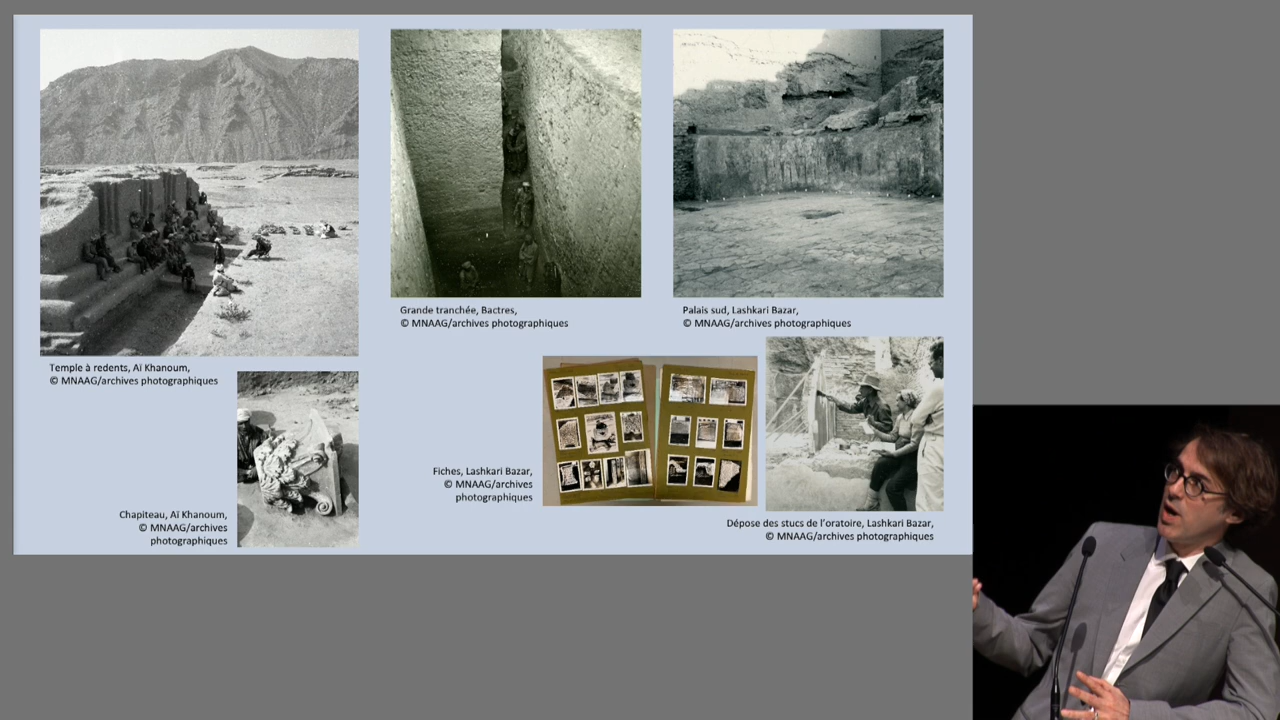 Temple à redents, Aï Khanoum,
© MNAAG/archives photographiques
Grande tranchée, Bactres,
© MNAAG/archives photographiques
Palais sud, Lashkari Bazar,
© MNAAG/archives photographiques
Chapiteau, Aï Khanoum,
© MNAAG/archives
photographiques
Fiches, Lashkari Bazar,
© MNAAG/archives
photographiques
Dépose des stucs de l’oratoire, Lashkari Bazar,
© MNAAG/archives photographiques